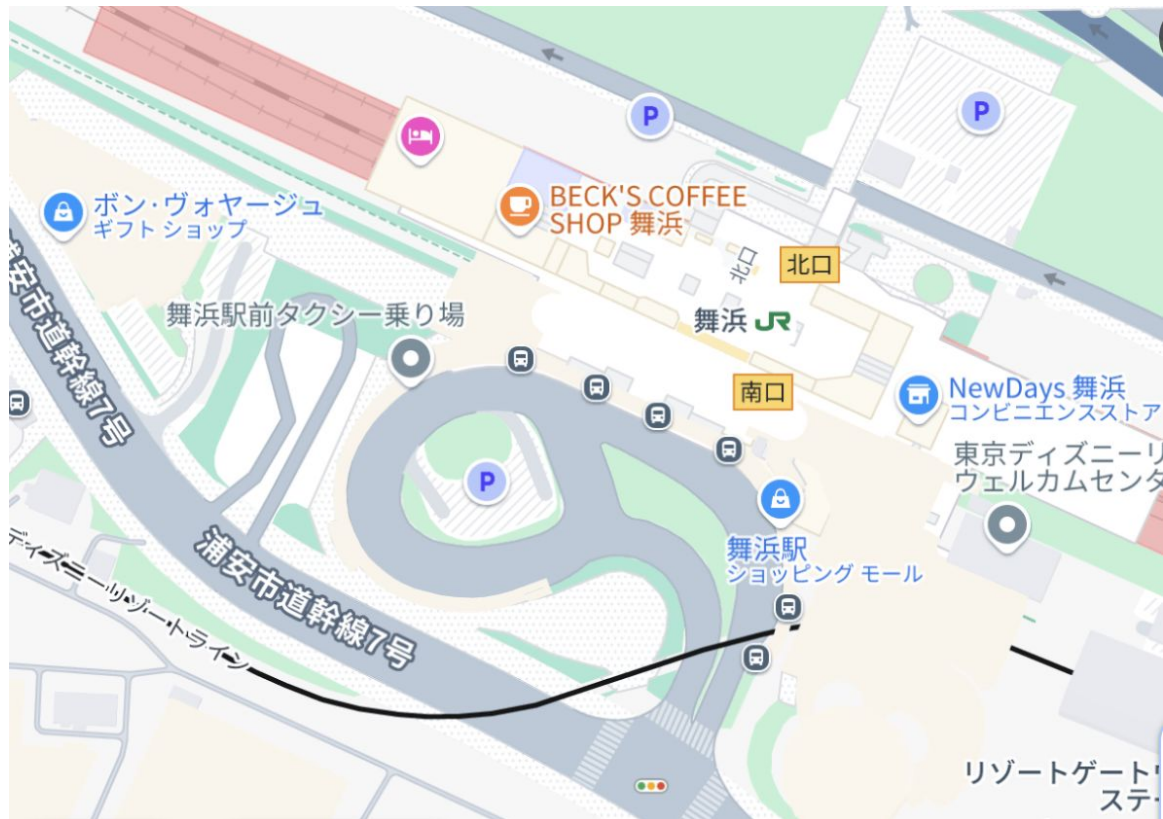 P
P
ボン・ヴォヤージュ
ギフト ショップ
BECK'S COFFEE
SHOP 舞浜
北口
北口
舞浜駅前タクシー乗り場
舞浜 JR
南口
NewDays 舞浜
コンビニエンスストア
浦安市道幹線7号
東京ディズニーリ
ウェルカムセンタ
P
舞浜駅
ショッピング モール
ディズニーリゾートライン
浦安市道幹線7号
リゾートゲート
ステー